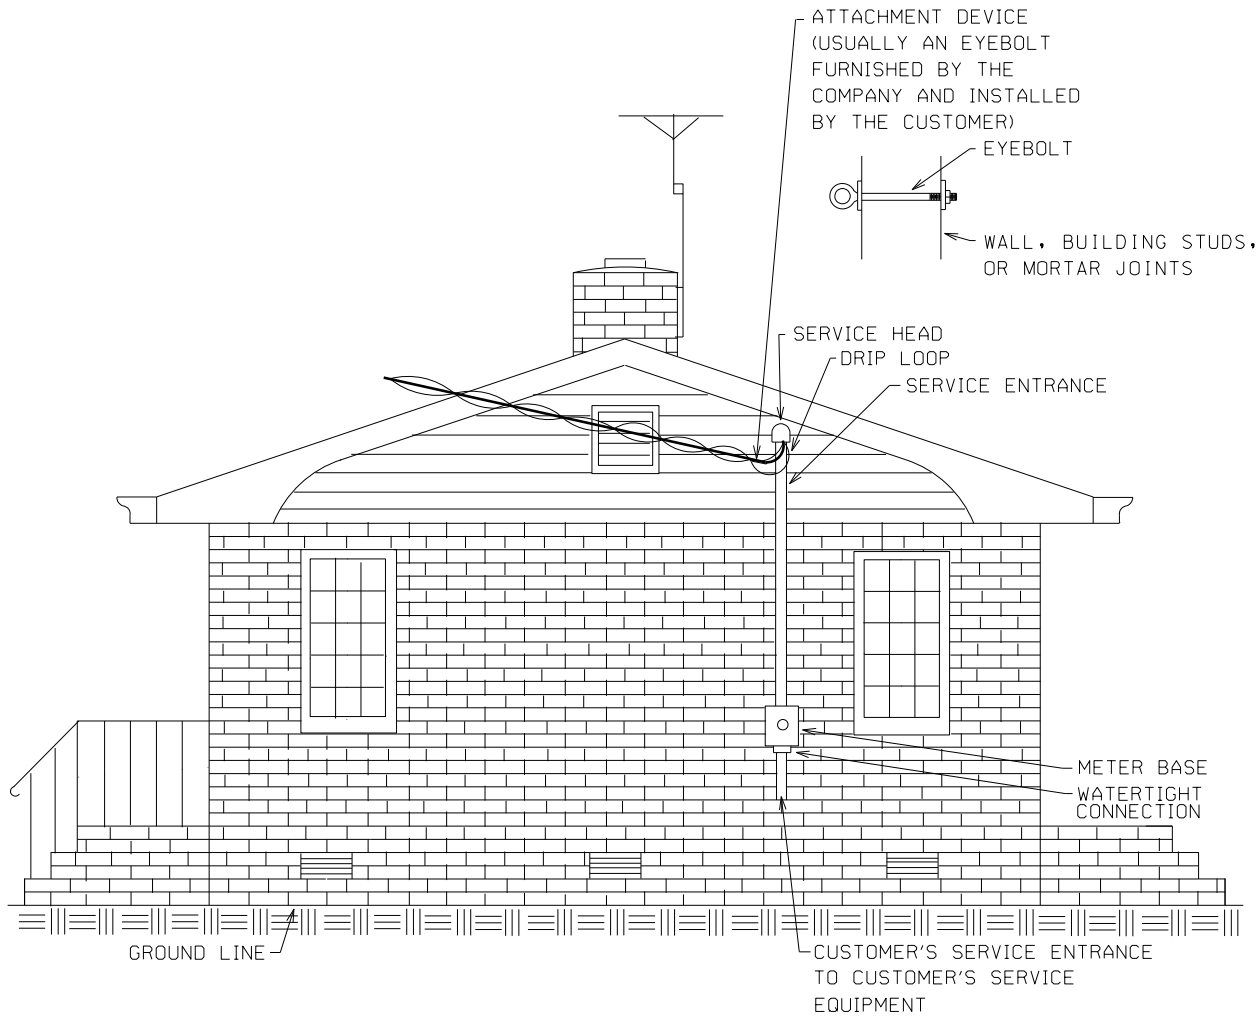 ATTACHMENT DEVICE
(USUALLY AN EYEBOLT
FURNISHED BY THE
COMPANY AND INSTALLED
BY THE CUSTOMER)
EYEBOLT
WALL, BUILDING STUDS,
OR MORTAR JOINTS
SERVICE HEAD
DRIP LOOP
SERVICE ENTRANCE
METER BASE
WATERTIGHT
CONNECTION
GROUND LINE
CUSTOMER'S SERVICE ENTRANCE
TO CUSTOMER'S SERVICE
EQUIPMENT